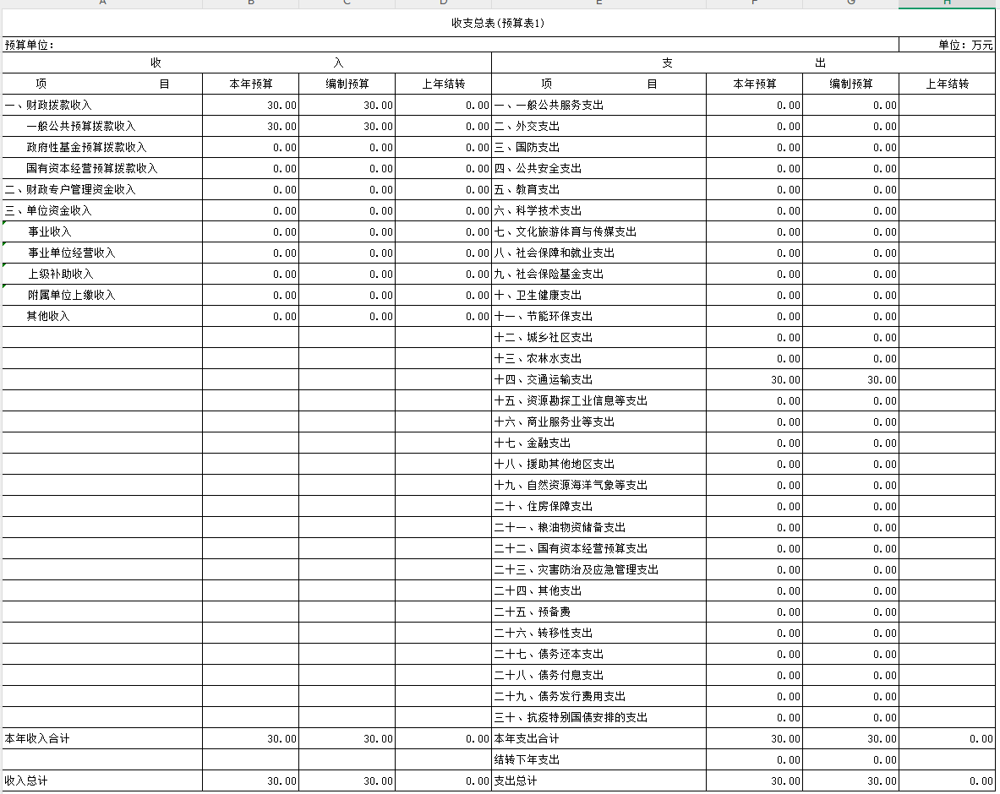 A B C D E F G H
收支总表(预算表1)
预算单位: 单位: 万元
收 入 支 出
项 目 本年预算 编制预算 上年结转 项 目 本年预算 编制预算 上年结转
一、财政拨款收入 30.00 30.00 0.00 一、一般公共服务支出 0.00 0.00
一般公共预算拨款收入 30.00 30.00 0.00 二、外交支出 0.00 0.00
政府性基金预算拨款收入 0.00 0.00 0.00 三、国防支出 0.00 0.00
国有资本经营预算拨款收入 0.00 0.00 0.00 四、公共安全支出 0.00 0.00
二、财政专户管理资金收入 0.00 0.00 0.00 五、教育支出 0.00 0.00
三、单位资金收入 0.00 0.00 0.00 六、科学技术支出 0.00 0.00
事业收入 0.00 0.00 0.00 七、文化旅游体育与传媒支出 0.00 0.00
事业单位经营收入 0.00 0.00 0.00 八、社会保障和就业支出 0.00 0.00
上级补助收入 0.00 0.00 0.00 九、社会保险基金支出 0.00 0.00
附属单位上缴收入 0.00 0.00 0.00 十、卫生健康支出 0.00 0.00
其他收入 0.00 0.00 0.00 十一、节能环保支出 0.00 0.00
十二、城乡社区支出 0.00 0.00
十三、农林水支出 0.00 0.00
十四、交通运输支出 30.00 30.00
十五、资源勘探工业信息等支出 0.00 0.00
十六、商业服务业等支出 0.00 0.00
十七、金融支出 0.00 0.00
十八、援助其他地区支出 0.00 0.00
十九、自然资源海洋气象等支出 0.00 0.00
二十、住房保障支出 0.00 0.00
二十一、粮油物资储备支出 0.00 0.00
二十二、国有资本经营预算支出 0.00 0.00
二十三、灾害防治及应急管理支出 0.00 0.00
二十四、其他支出 0.00 0.00
二十五、预备费 0.00 0.00
二十六、转移性支出 0.00 0.00
二十七、债务还本支出 0.00 0.00
二十八、债务付息支出 0.00 0.00
二十九、债务发行费用支出 0.00 0.00
三十、抗疫特别国债安排的支出 0.00 0.00
本年收入合计 30.00 30.00 0.00 本年支出合计 30.00 30.00 0.00
结转下年支出 0.00 0.00
收入总计 30.00 30.00 0.00 支出总计 30.00 30.00 0.00